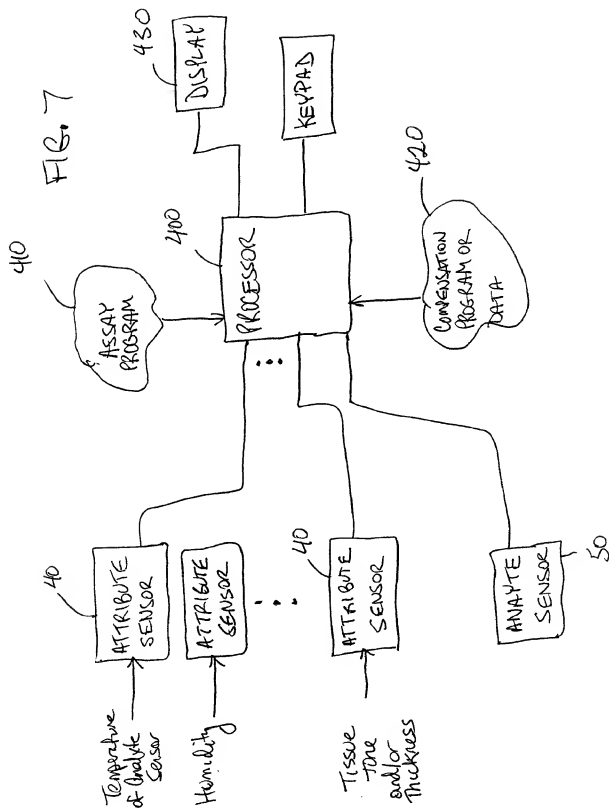 FIG. 7
410
ASSAY
PROGRAM
430
DISPLAY
400
PROCESSOR
KEYPAD
420
COMPENSATION
PROGRAM OR
DATA
40
ATTRIBUTE
SENSOR
Temperature
of Analyte
Sensor
ATTRIBUTE
SENSOR
Humidity
40
ATTRIBUTE
SENSOR
Tissue
Tone
and/or
Thickness
ANALYTE
SENSOR
50